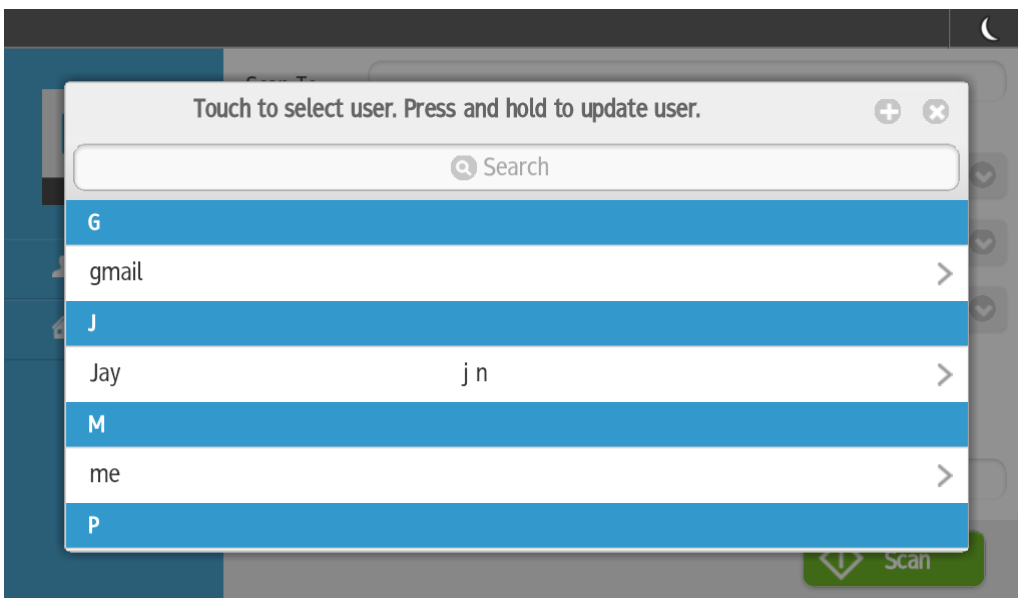 Touch to select user. Press and hold to update user.
Search
G
gmail
J
Jay j n
M
me
P
Scan